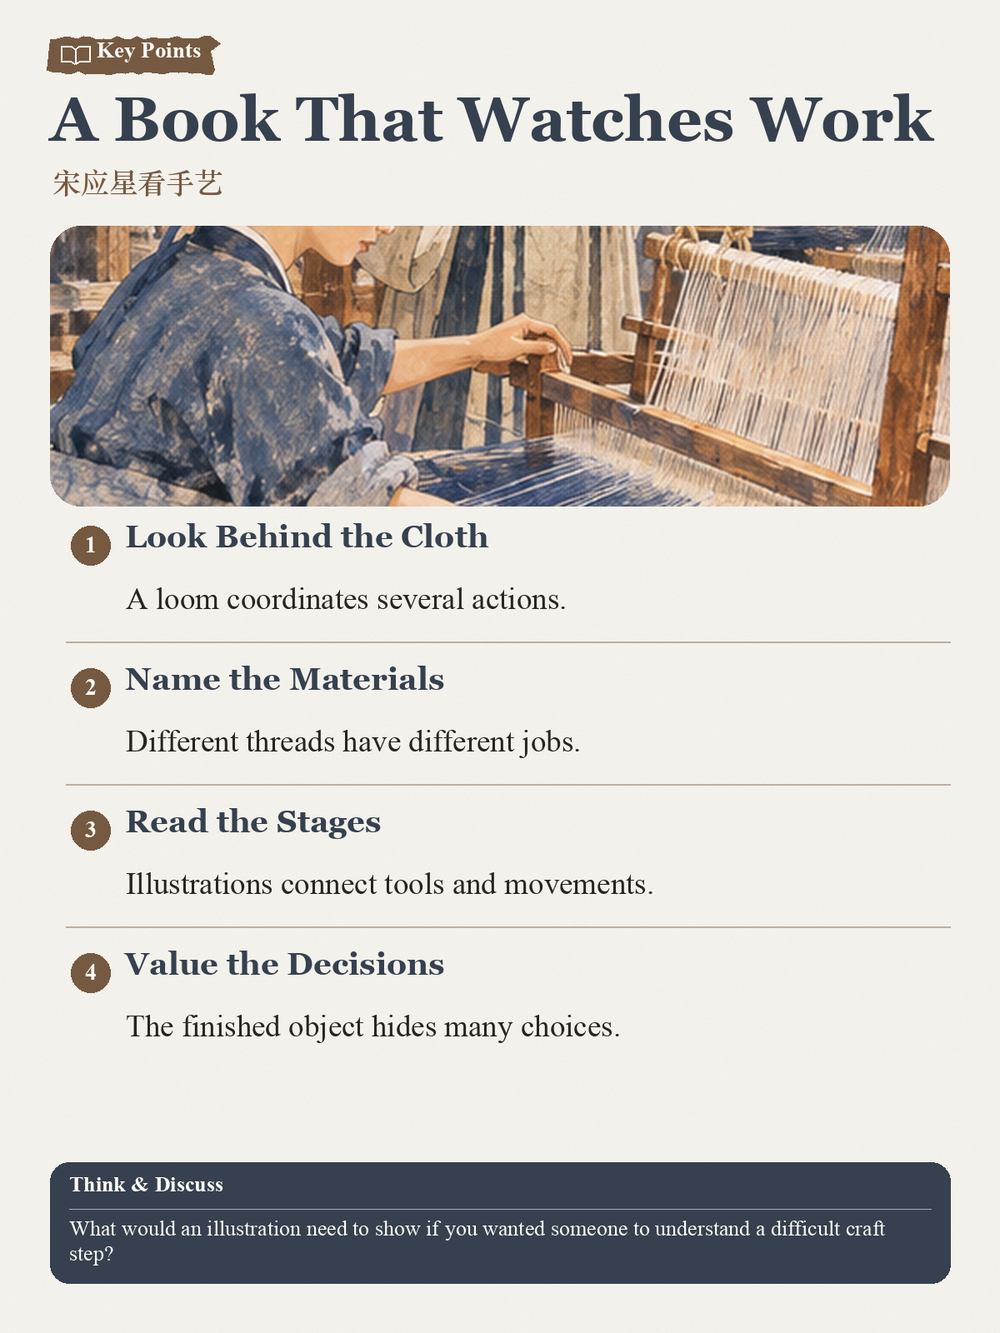 Key Points
A Book That Watches Work
宋应星看手艺
1 Look Behind the Cloth
A loom coordinates several actions.
2 Name the Materials
Different threads have different jobs.
3 Read the Stages
Illustrations connect tools and movements.
4 Value the Decisions
The finished object hides many choices.
Think & Discuss
What would an illustration need to show if you wanted someone to understand a difficult craft
step?